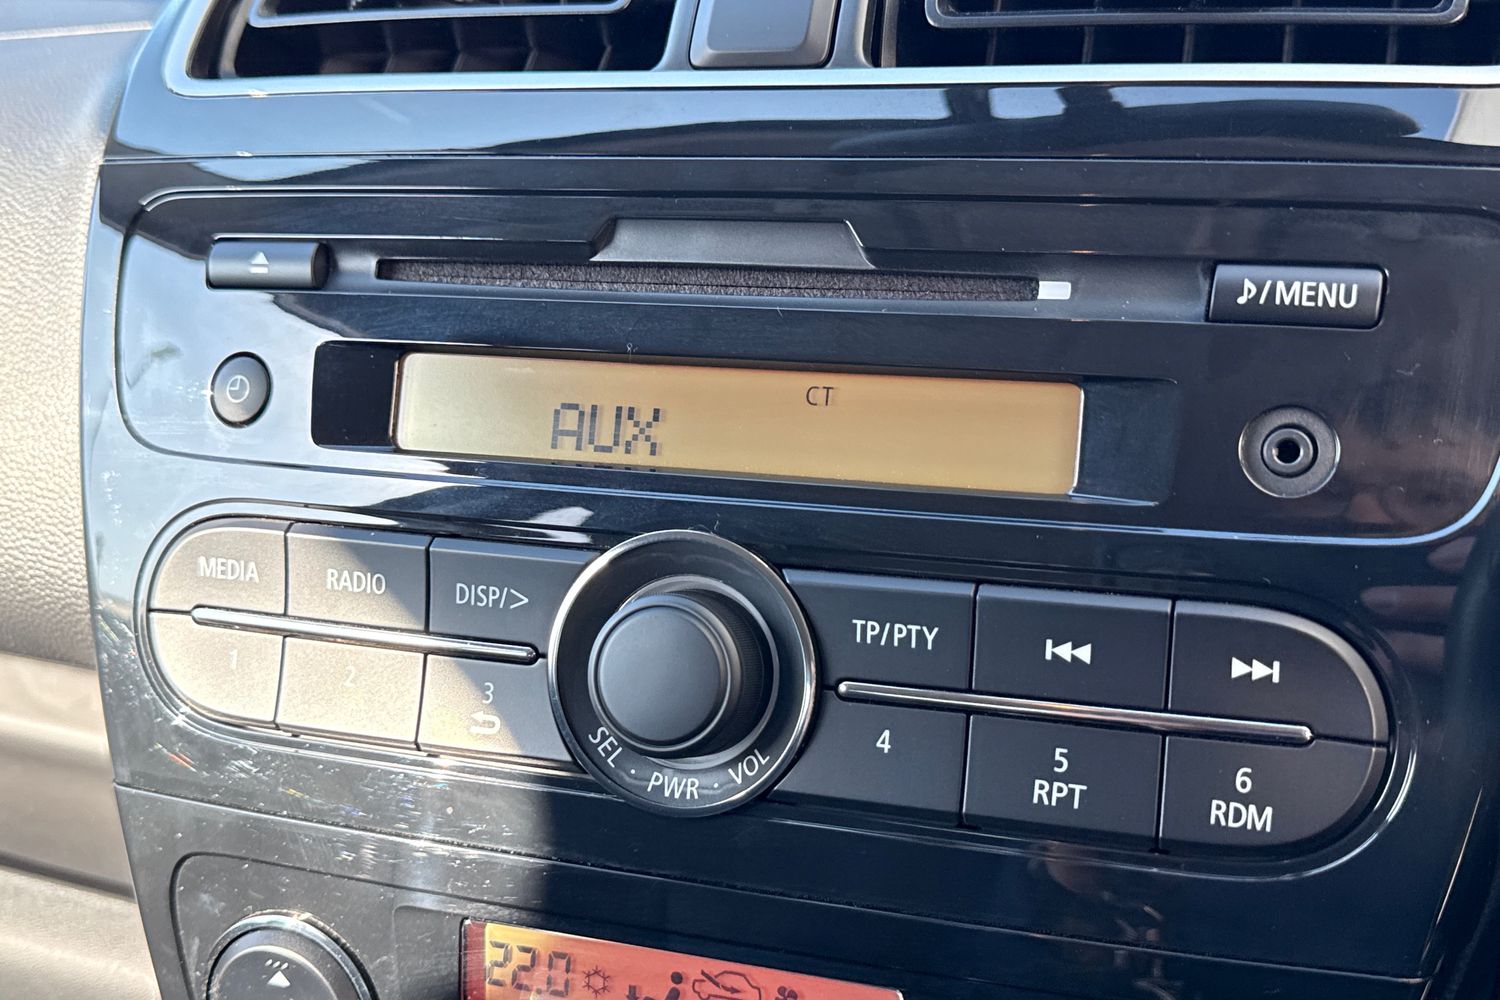 ♪/MENU
CT
AUX
MEDIA
RADIO
DISP/>
TP/PTY
1
2
3
4
5
RPT
6
RDM
SEL · PWR · VOL
22.0